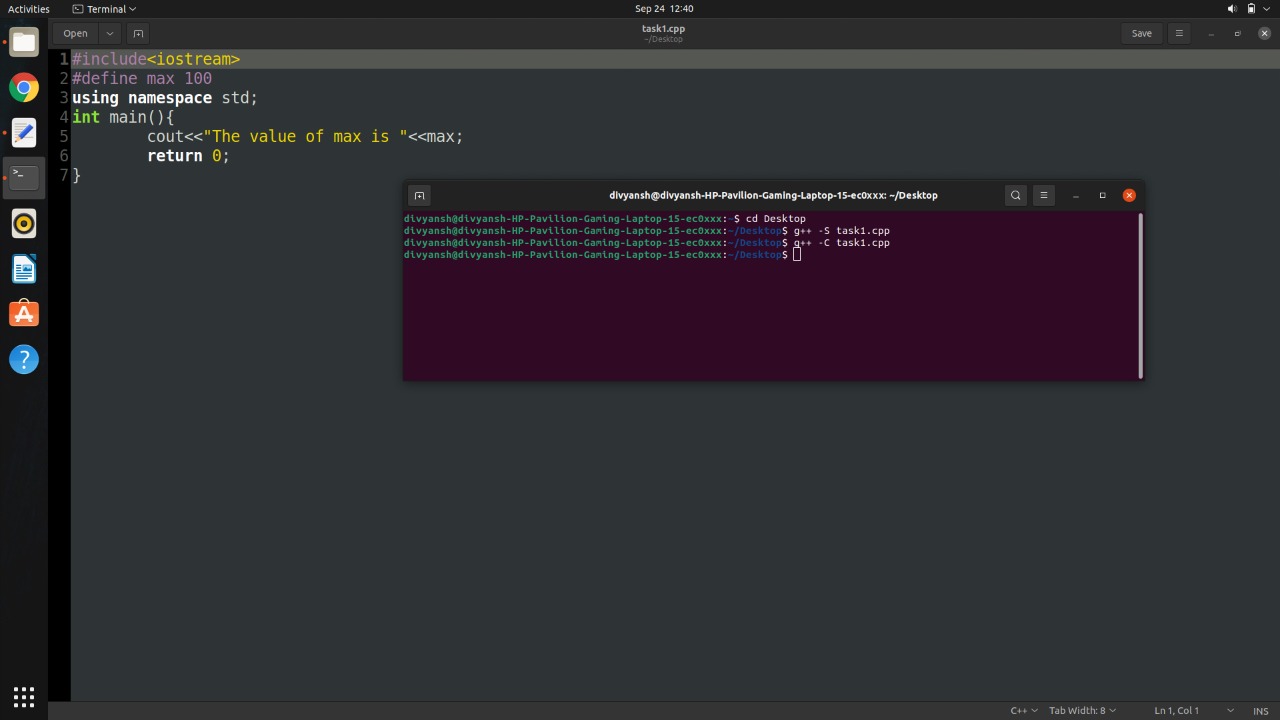 Activities
Terminal
Sep 24 12:40
Open
task1.cpp
~/Desktop
Save
1 #include<iostream>
2 #define max 100
3 using namespace std;
4 int main(){
5 cout<<"The value of max is "<<max;
6 return 0;
7 }
divyansh@divyansh-HP-Pavilion-Gaming-Laptop-15-ec0xxx: ~/Desktop
divyansh@divyansh-HP-Pavilion-Gaming-Laptop-15-ec0xxx:~$ cd Desktop
divyansh@divyansh-HP-Pavilion-Gaming-Laptop-15-ec0xxx:~/Desktop$ g++ -S task1.cpp
divyansh@divyansh-HP-Pavilion-Gaming-Laptop-15-ec0xxx:~/Desktop$ g++ -C task1.cpp
divyansh@divyansh-HP-Pavilion-Gaming-Laptop-15-ec0xxx:~/Desktop$
C++
Tab Width: 8
Ln 1, Col 1
INS